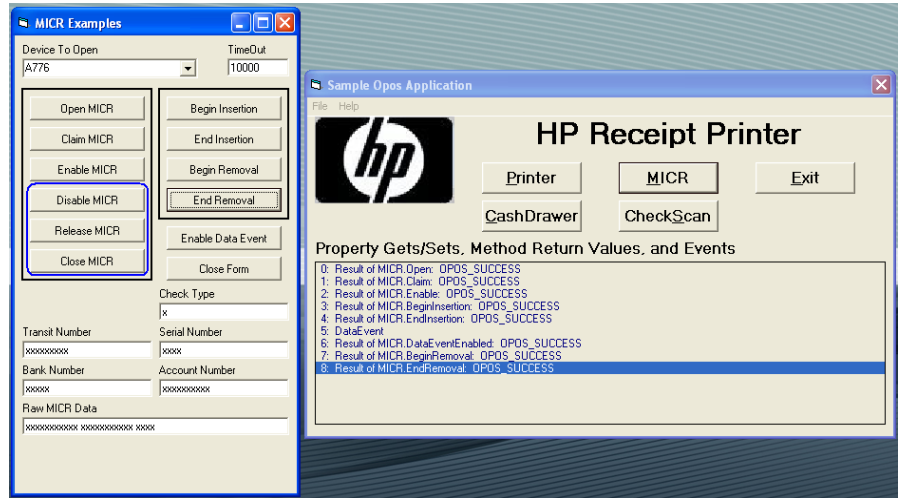 MICR Examples
Device To Open TimeOut
A776 10000
Open MICR Begin Insertion
Claim MICR End Insertion
Enable MICR Begin Removal
Disable MICR End Removal
Release MICR Enable Data Event
Close MICR Close Form
Check Type
x
Transit Number Serial Number
xxxxxxxxx xxxx
Bank Number Account Number
xxxxx xxxxxxxxxx
Raw MICR Data
xxxxxxxxxxx xxxxxxxxxxx xxxx
Sample Opos Application
File Help
hp HP Receipt Printer
Printer MICR Exit
CashDrawer CheckScan
Property Gets/Sets, Method Return Values, and Events
0: Result of MICR.Open: OPOS_SUCCESS
1: Result of MICR.Claim: OPOS_SUCCESS
2: Result of MICR.Enable: OPOS_SUCCESS
3: Result of MICR.BeginInsertion: OPOS_SUCCESS
4: Result of MICR.EndInsertion: OPOS_SUCCESS
5: DataEvent
6: Result of MICR.DataEventEnabled: OPOS_SUCCESS
7: Result of MICR.BeginRemoval: OPOS_SUCCESS
8: Result of MICR.EndRemoval: OPOS_SUCCESS